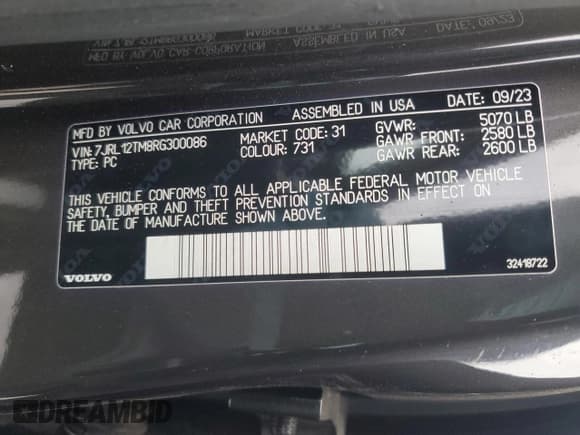 MFD BY VOLVO CAR CORPORATION ASSEMBLED IN USA DATE: 09/23
VIN: 7JRL12TM8RG300086 MARKET CODE: 31 GVWR: 5070 LB
TYPE: PC COLOUR: 731 GAWR FRONT: 2580 LB
GAWR REAR: 2600 LB
THIS VEHICLE CONFORMS TO ALL APPLICABLE FEDERAL MOTOR VEHICLE
SAFETY, BUMPER AND THEFT PREVENTION STANDARDS IN EFFECT ON
THE DATE OF MANUFACTURE SHOWN ABOVE.
VOLVO
32418722
DREAMBID